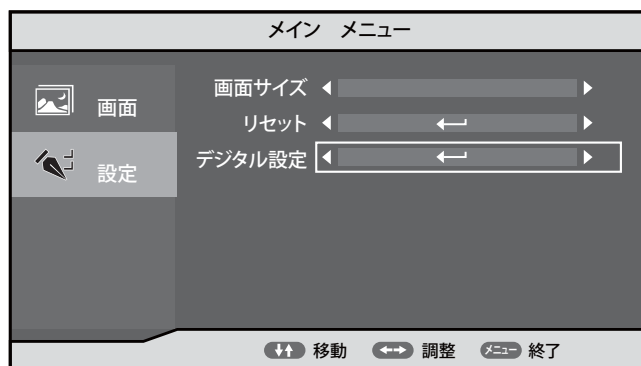 メイン メニュー
画面
設定
画面サイズ
リセット
デジタル設定
移動 調整 メニュー 終了